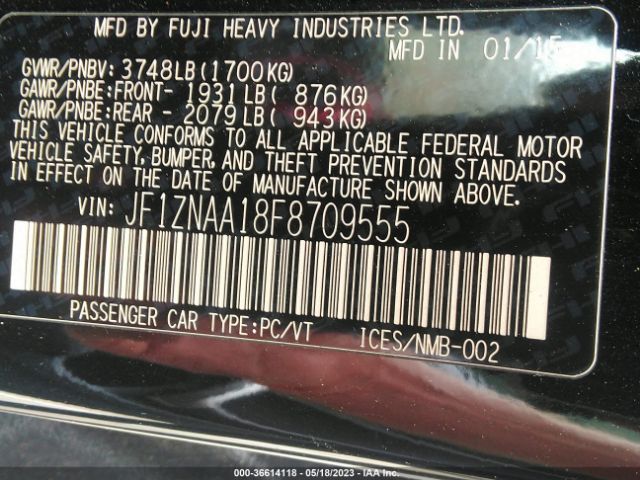 MFD BY FUJI HEAVY INDUSTRIES LTD.
MFD IN 01/15
GVWR/PNBV: 3748LB(1700KG)
GAWR/PNBE:FRONT- 1931LB( 876KG)
GAWR/PNBE:REAR - 2079LB( 943KG)
THIS VEHICLE CONFORMS TO ALL APPLICABLE FEDERAL MOTOR
VEHICLE SAFETY, BUMPER, AND THEFT PREVENTION STANDARDS
IN EFFECT ON THE DATE OF MANUFACTURE SHOWN ABOVE.
VIN: JF1ZNAA18F8709555
PASSENGER CAR TYPE:PC/VT ICES/NMB-002
000-36614118 - 05/18/2023 - IAA Inc.